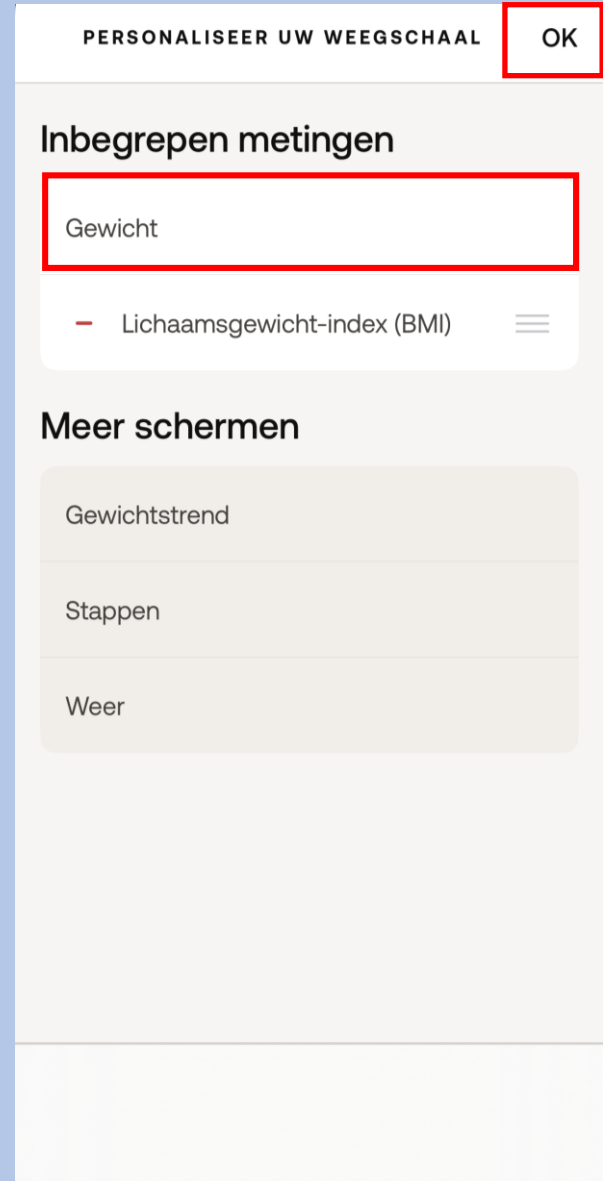 PERSONALISEER UW WEEGSCHAAL OK
Inbegrepen metingen
Gewicht
Lichaamsgewicht-index (BMI)
Meer schermen
Gewichtstrend
Stappen
Weer